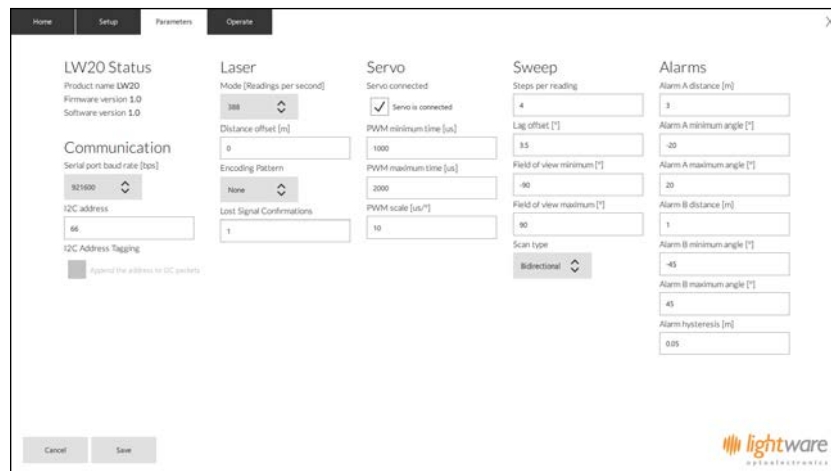 Home
Setup
Parameters
Operate
X
LW20 Status
Product name LW20
Firmware version 1.0
Software version 1.0
Communication
Serial port baud rate [bps]
921600
I2C address
66
I2C Address Tagging
Append the address to I2C packets
Laser
Mode [Readings per second]
388
Distance offset [m]
0
Encoding Pattern
None
Lost Signal Confirmations
1
Servo
Servo connected
Servo is connected
PWM minimum time [us]
1000
PWM maximum time [us]
2000
PWM scale [us/°]
10
Sweep
Steps per reading
4
Lag offset [°]
3.5
Field of view minimum [°]
-90
Field of view maximum [°]
90
Scan type
Bidirectional
Alarms
Alarm A distance [m]
3
Alarm A minimum angle [°]
-20
Alarm A maximum angle [°]
20
Alarm B distance [m]
1
Alarm B minimum angle [°]
-45
Alarm B maximum angle [°]
45
Alarm hysteresis [m]
0.05
Cancel
Save
lightware
optoelectronics